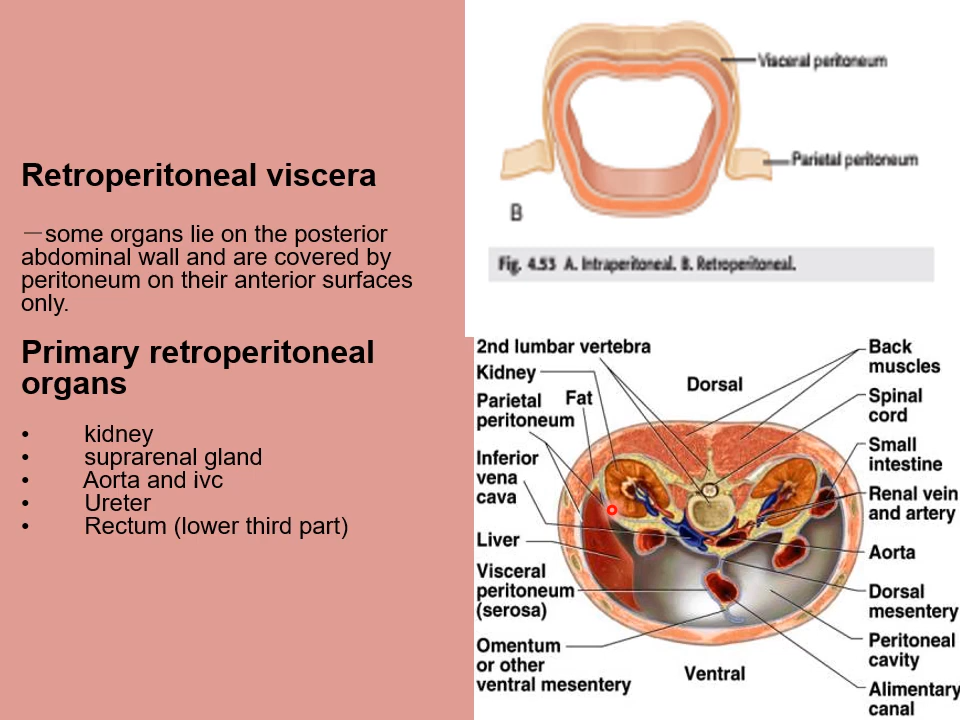 Retroperitoneal viscera
—some organs lie on the posterior
abdominal wall and are covered by
peritoneum on their anterior surfaces
only.
Primary retroperitoneal
organs
• kidney
• suprarenal gland
• Aorta and ivc
• Ureter
• Rectum (lower third part)
Visceral peritoneum
Parietal peritoneum
B
Fig. 4.53 A. Intraperitoneal. B. Retroperitoneal.
2nd lumbar vertebra
Kidney
Parietal
peritoneum
Fat
Inferior
vena
cava
Liver
Visceral
peritoneum
(serosa)
Omentum
or other
ventral mesentery
Dorsal
Ventral
Back
muscles
Spinal
cord
Small
intestine
Renal vein
and artery
Aorta
Dorsal
mesentery
Peritoneal
cavity
Alimentary
canal